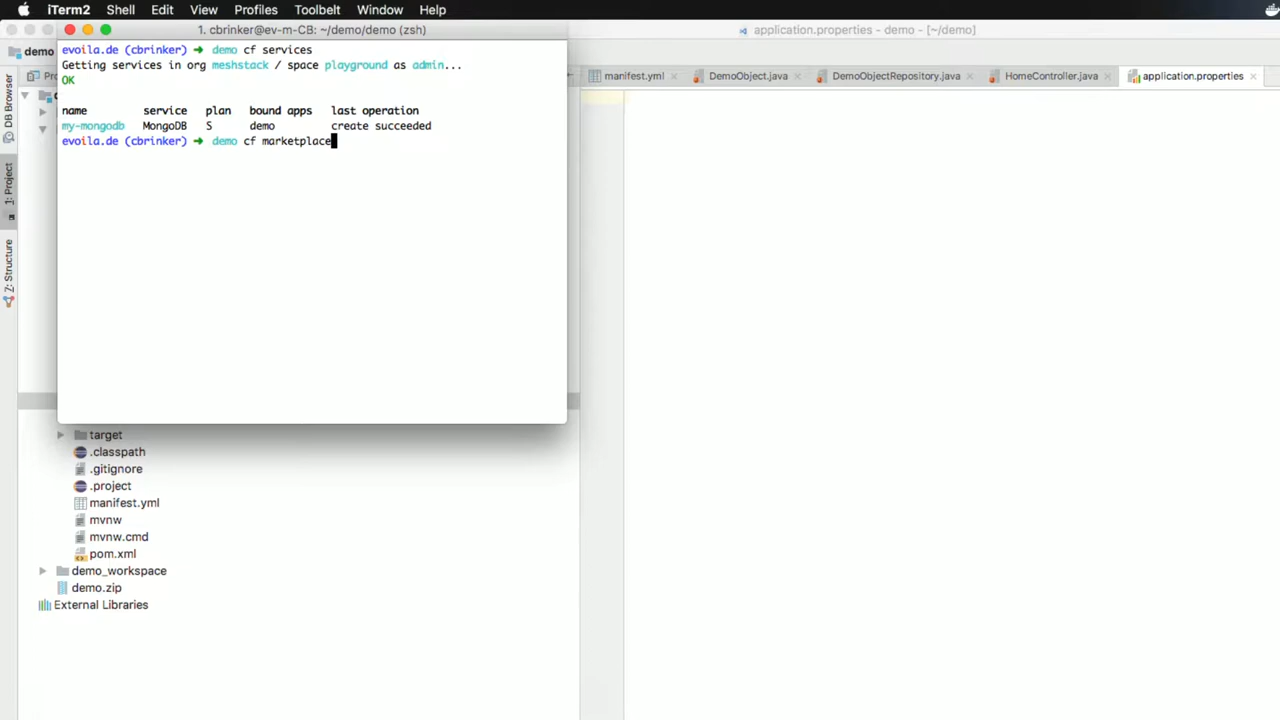 iTerm2 Shell Edit View Profiles Toolbelt Window Help
1. cbrinker@ev-m-CB: ~/demo/demo (zsh)
application.properties - demo - [~/demo]
demo
manifest.yml DemoObject.java DemoObjectRepository.java HomeController.java application.properties
DB Browser
1: Project
Z: Structure
evoila.de (cbrinker) ➜ demo cf services
Getting services in org meshstack / space playground as admin...
OK
name service plan bound apps last operation
my-mongodb MongoDB S demo create succeeded
evoila.de (cbrinker) ➜ demo cf marketplace
target
.classpath
.gitignore
.project
manifest.yml
mvnw
mvnw.cmd
pom.xml
demo_workspace
demo.zip
External Libraries